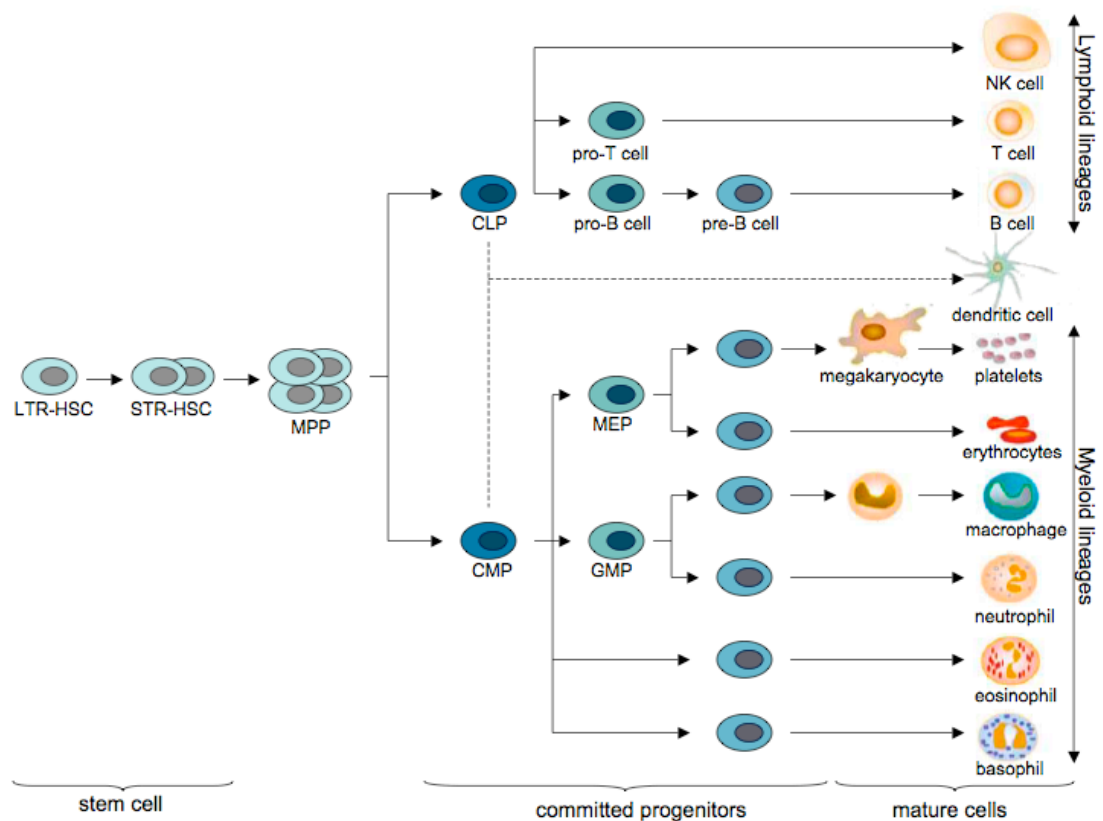 NK cell
Lymphoid lineages
pro-T cell
T cell
CLP
pro-B cell
pre-B cell
B cell
dendritic cell
megakaryocyte
platelets
LTR-HSC
STR-HSC
MPP
MEP
erythrocytes
Myeloid lineages
macrophage
CMP
GMP
neutrophil
eosinophil
basophil
stem cell
committed progenitors
mature cells